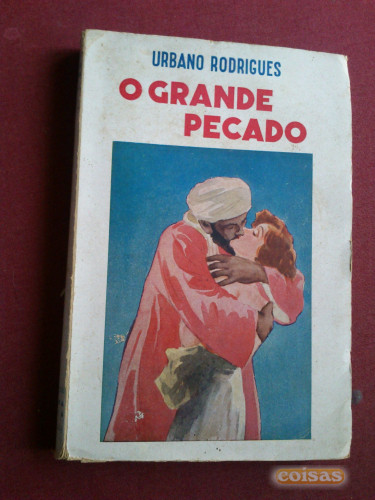 URBANO RODRIGUES
O GRANDE
PECADO
coisas